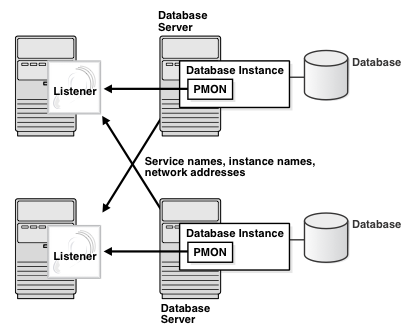 Database
Server
Database Instance
PMON
Database
Listener
Service names, instance names,
network addresses
Database
Database Instance
PMON
Listener
Database
Server